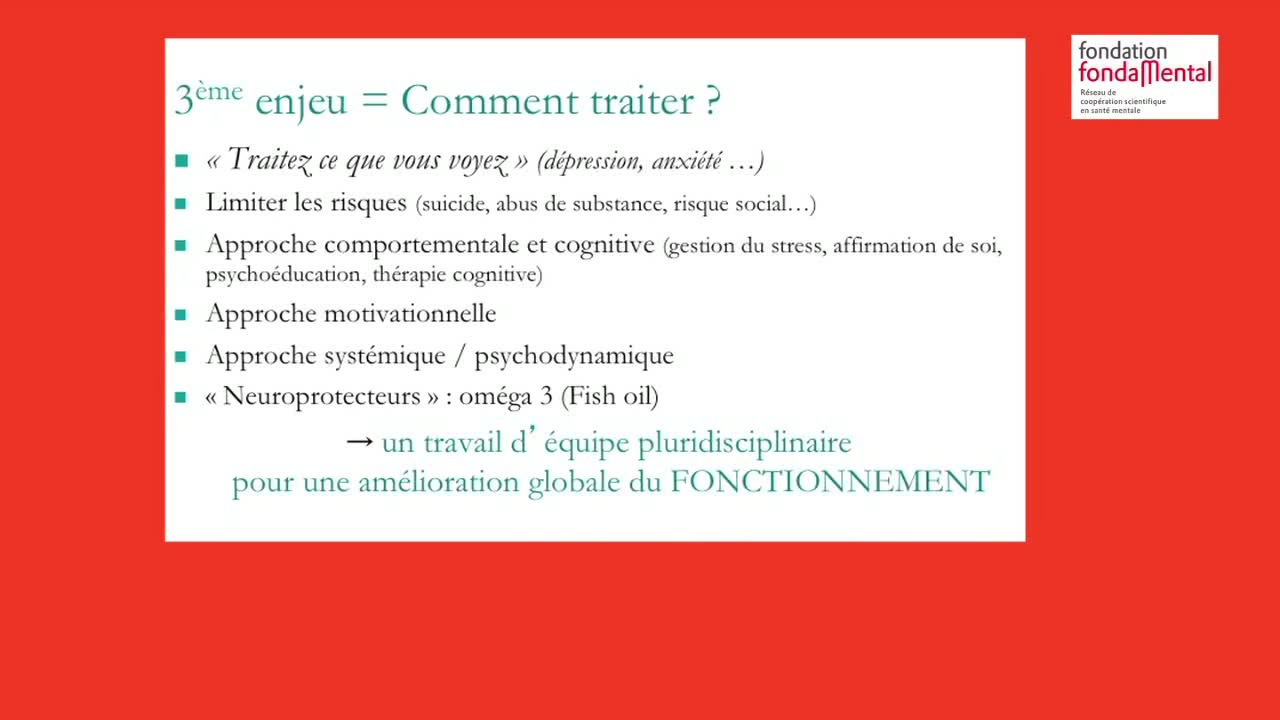 3ème enjeu = Comment traiter ?
« Traitez ce que vous voyez » (dépression, anxiété …)
Limiter les risques (suicide, abus de substance, risque social…)
Approche comportementale et cognitive (gestion du stress, affirmation de soi,
psychoéducation, thérapie cognitive)
Approche motivationnelle
Approche systémique / psychodynamique
« Neuroprotecteurs » : oméga 3 (Fish oil)
→ un travail d’ équipe pluridisciplinaire
pour une amélioration globale du FONCTIONNEMENT
fondation
fondaMental
Réseau de
coopération scientifique
en santé mentale